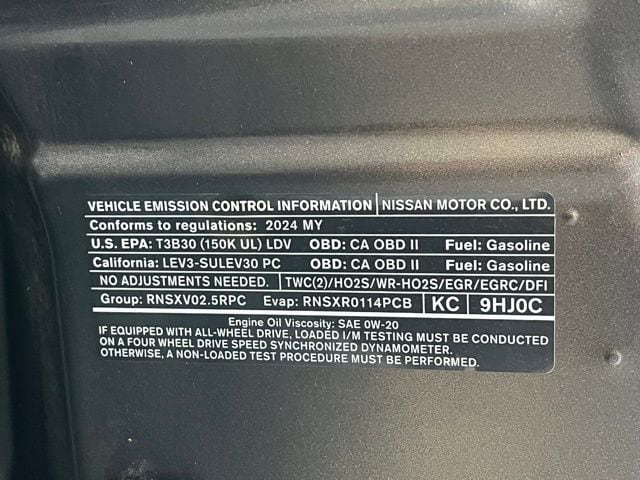 VEHICLE EMISSION CONTROL INFORMATION NISSAN MOTOR CO., LTD.
Conforms to regulations: 2024 MY
U.S. EPA: T3B30 (150K UL) LDV OBD: CA OBD II Fuel: Gasoline
California: LEV3-SULEV30 PC OBD: CA OBD II Fuel: Gasoline
NO ADJUSTMENTS NEEDED. TWC(2)/HO2S/WR-HO2S/EGR/EGRC/DFI
Group: RNSXV02.5RPC Evap: RNSXR0114PCB KC 9HJ0C
Engine Oil Viscosity: SAE 0W-20
IF EQUIPPED WITH ALL-WHEEL DRIVE, LOADED I/M TESTING MUST BE CONDUCTED
ON A FOUR WHEEL DRIVE SPEED SYNCHRONIZED DYNAMOMETER.
OTHERWISE, A NON-LOADED TEST PROCEDURE MUST BE PERFORMED.